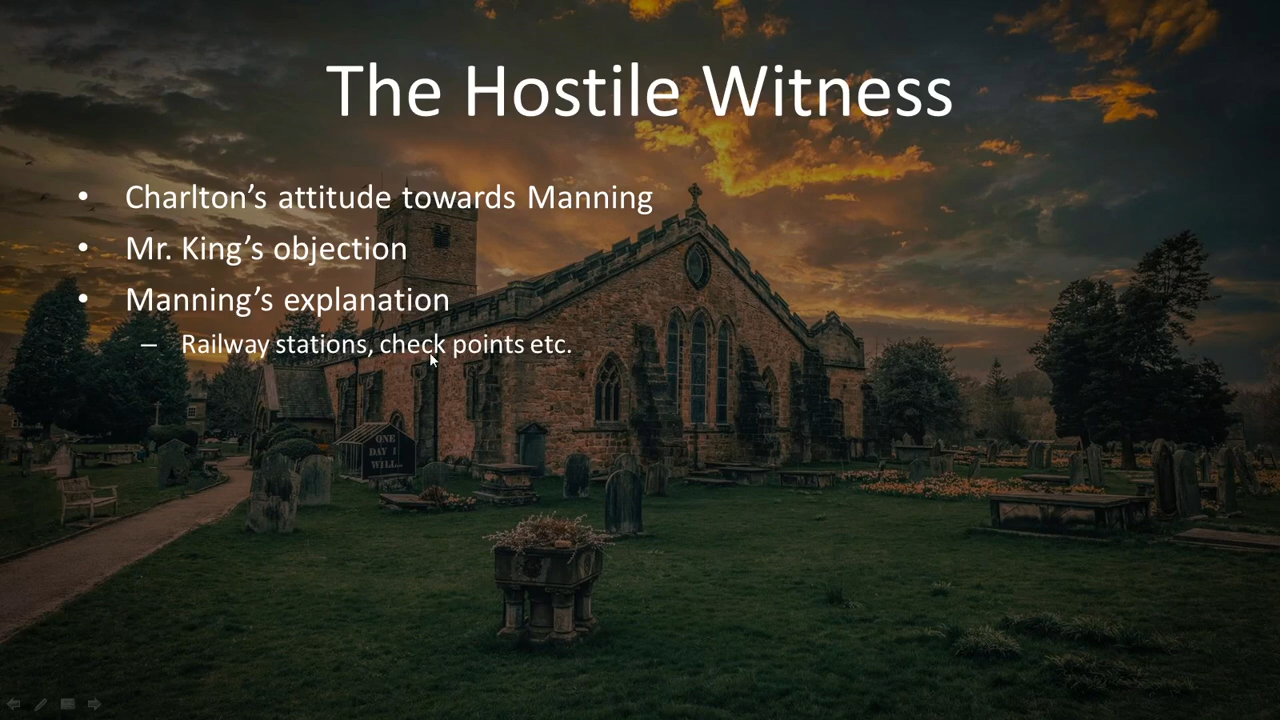 The Hostile Witness
• Charlton’s attitude towards Manning
• Mr. King’s objection
• Manning’s explanation
– Railway stations, check points etc.
ONE
DAY I
WILL...